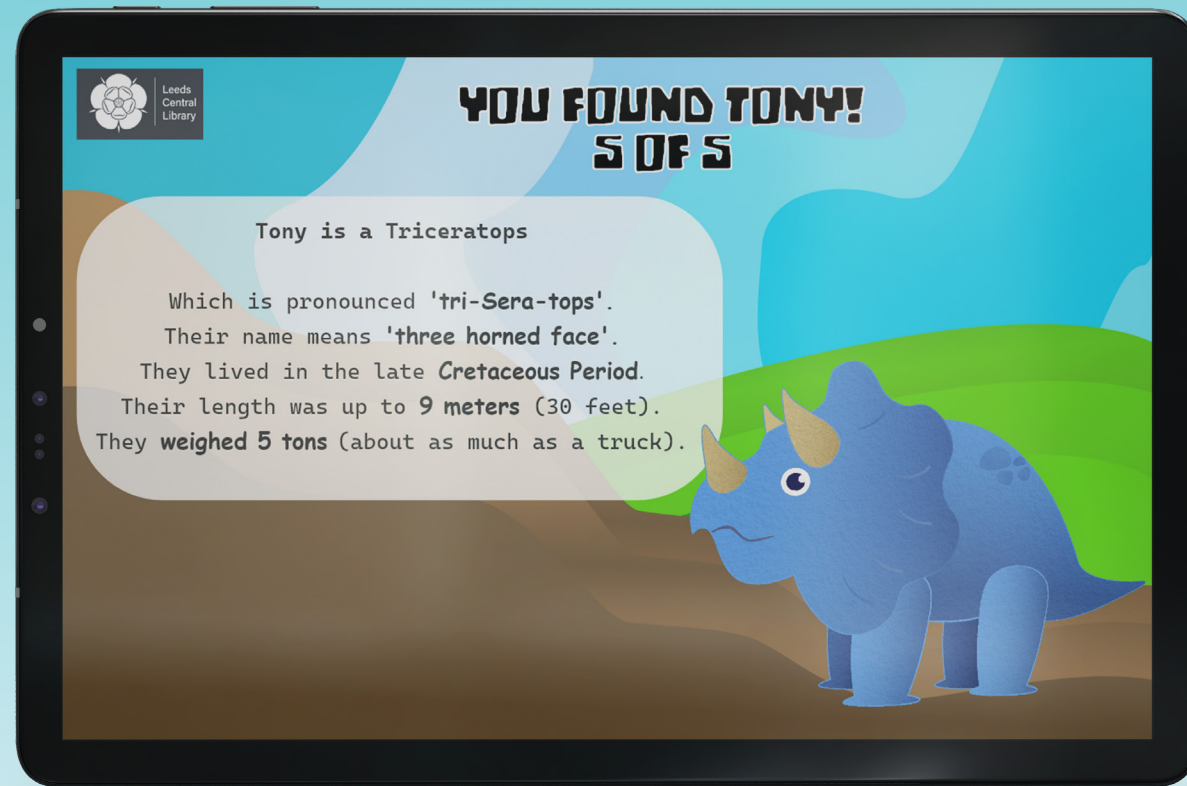 Leeds
Central
Library
YOU FOUND TONY!
5 OF 5
Tony is a Triceratops
Which is pronounced 'tri-Sera-tops'.
Their name means 'three horned face'.
They lived in the late Cretaceous Period.
Their length was up to 9 meters (30 feet).
They weighed 5 tons (about as much as a truck).